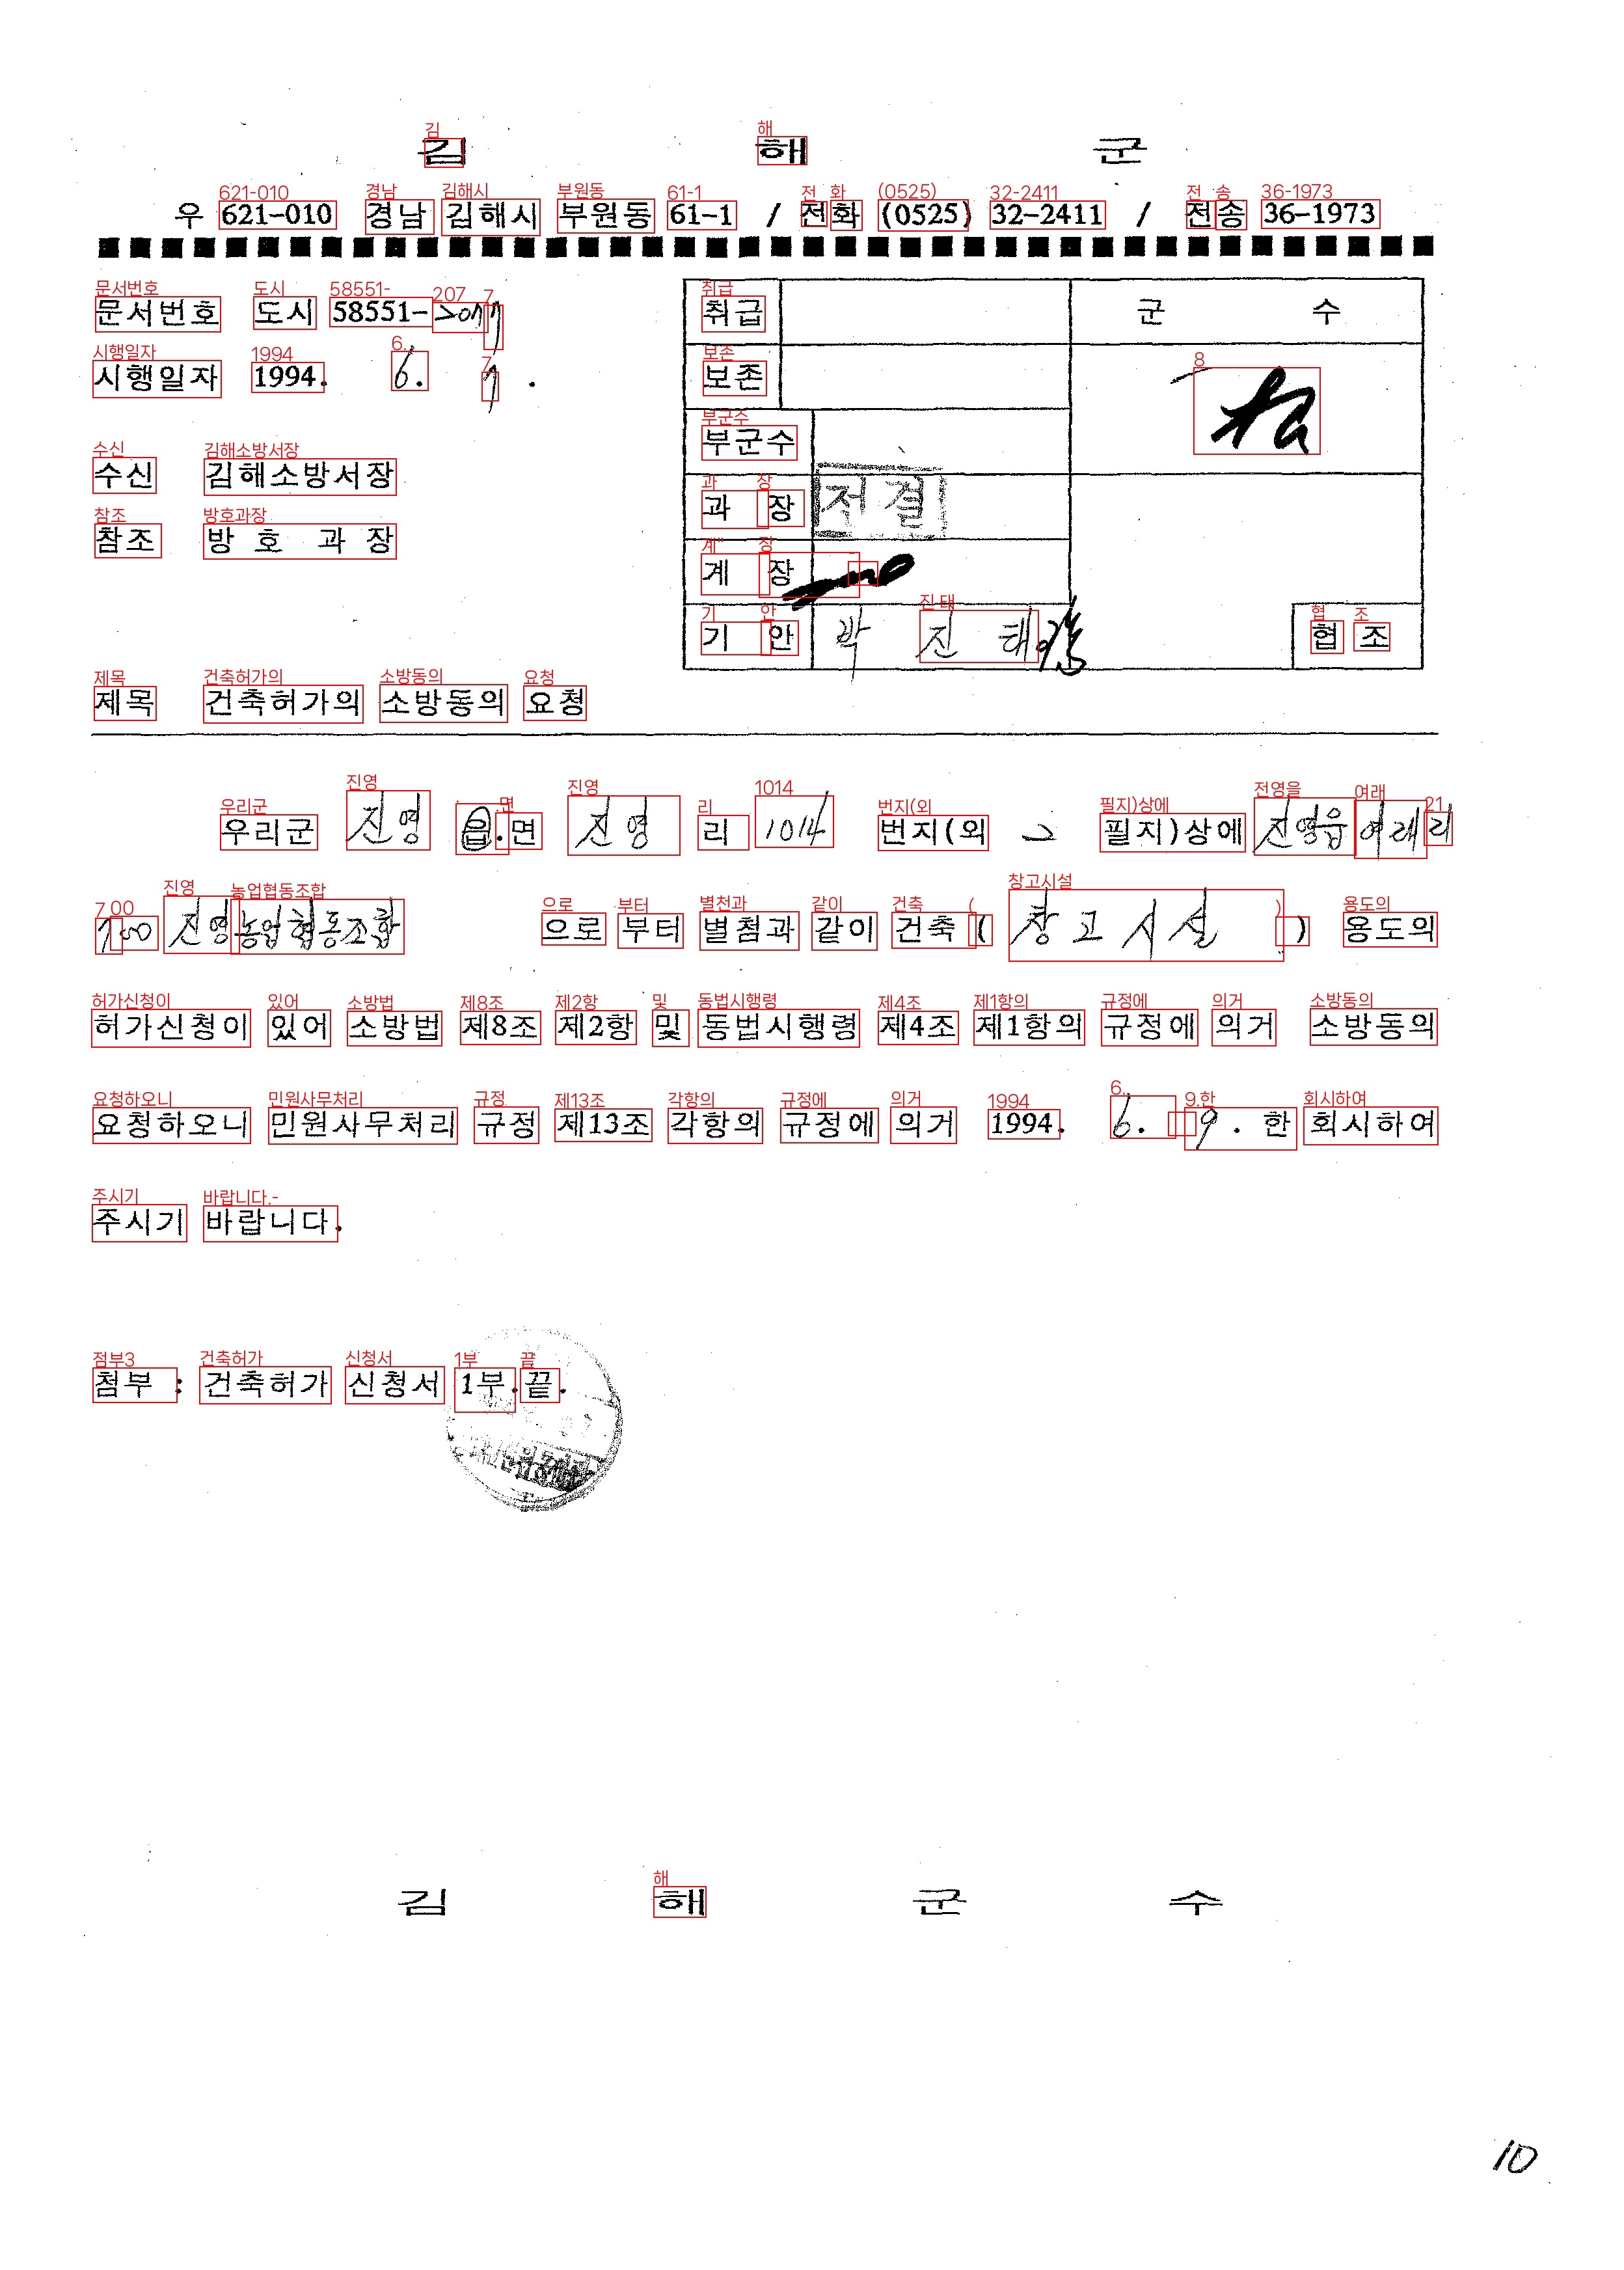 김 해 군
우 621-010 경남 김해시 부원동 61-1 / 전화 (0525) 32-2411 / 전송 36-1973
문서번호 도시 58551-2077
시행일자 1994. 6. 7.
수신 김해소방서장
참조 방 호 과 장
취급
군 수
보존
부군수
과 장 전결
계 장
기 안 박 진 태
협 조
제목 건축허가의 소방동의 요청
우리군 진영 읍.면 진영 리 1014 번지(외 필지)상에 진영읍 여래리
700 진영농업협동조합 으로 부터 별첨과 같이 건축 ( 창고시설 ) 용도의
허가신청이 있어 소방법 제8조 제2항 및 동법시행령 제4조 제1항의 규정에 의거 소방동의
요청하오니 민원사무처리 규정 제13조 각항의 규정에 의거 1994. 6. 9. 한 회시하여
주시기 바랍니다.
첨부 : 건축허가 신청서 1부.끝.
김 해 군 수
10